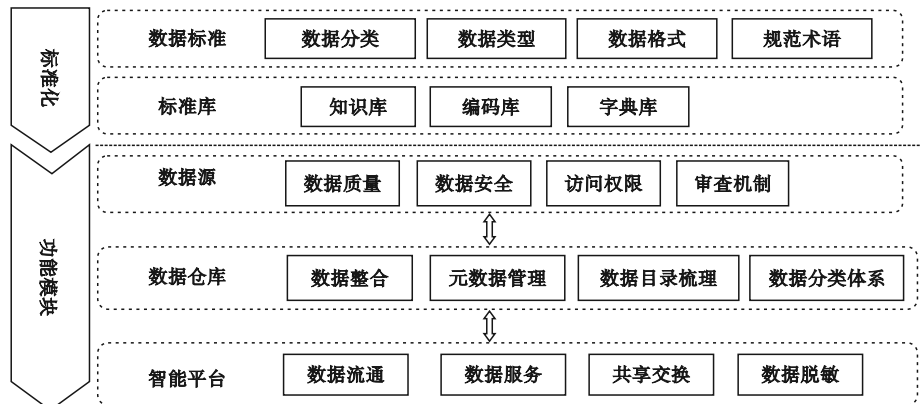 标准化
数据标准 数据分类 数据类型 数据格式 规范术语
标准库 知识库 编码库 字典库
功能模块
数据源 数据质量 数据安全 访问权限 审查机制
数据仓库 数据整合 元数据管理 数据目录梳理 数据分类体系
智能平台 数据流通 数据服务 共享交换 数据脱敏